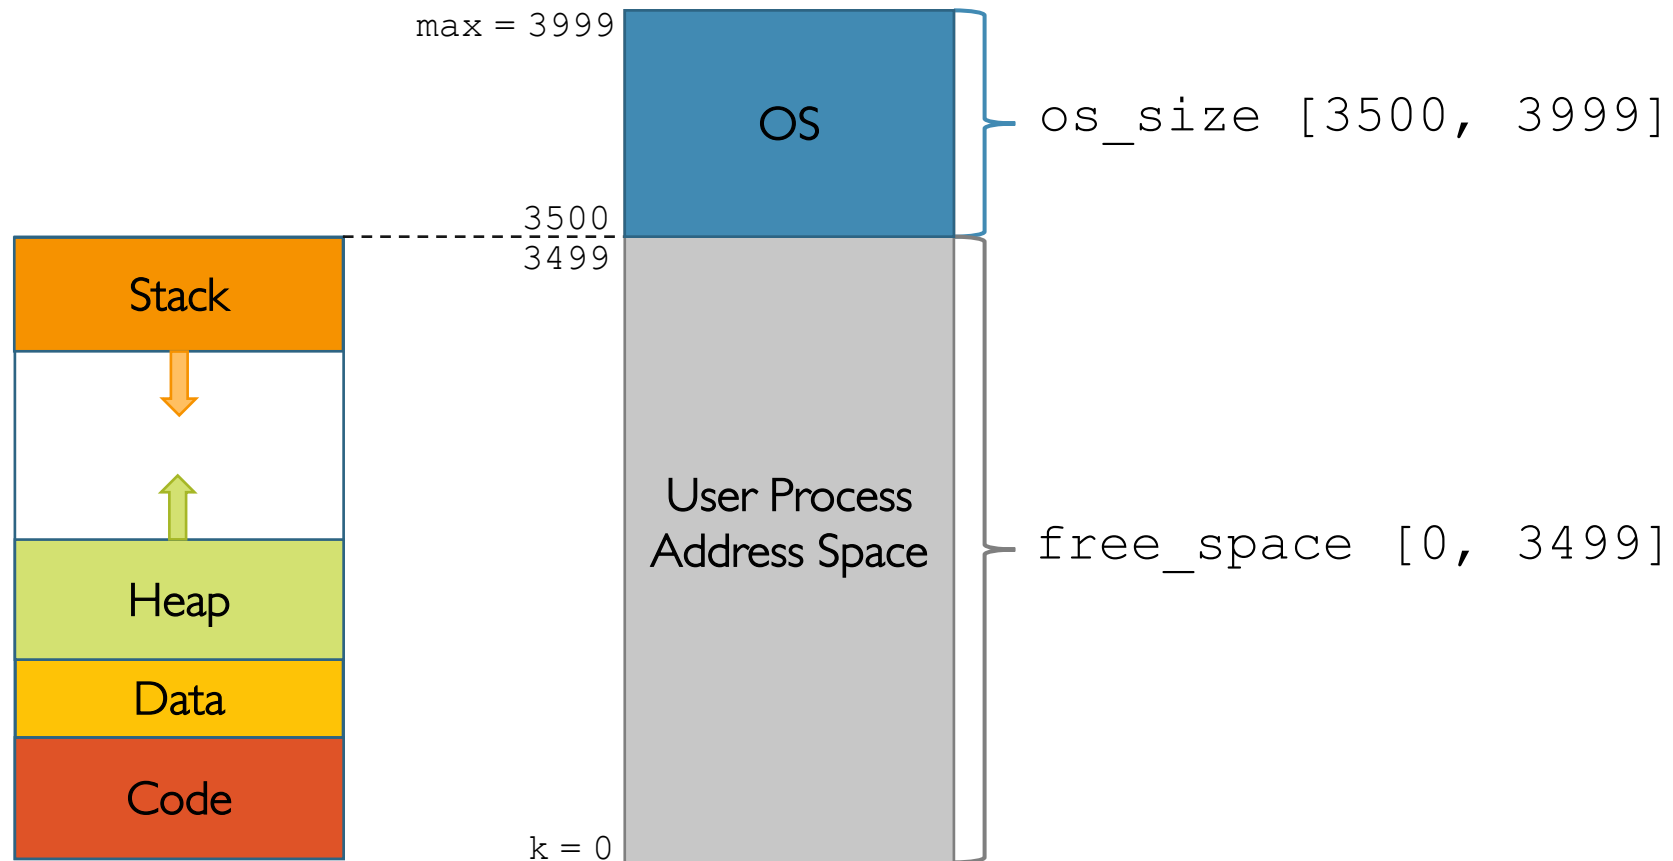 max = 3999
OS
os_size [3500, 3999]
3500
3499
Stack
User Process
Address Space
free_space [0, 3499]
Heap
Data
Code
k = 0